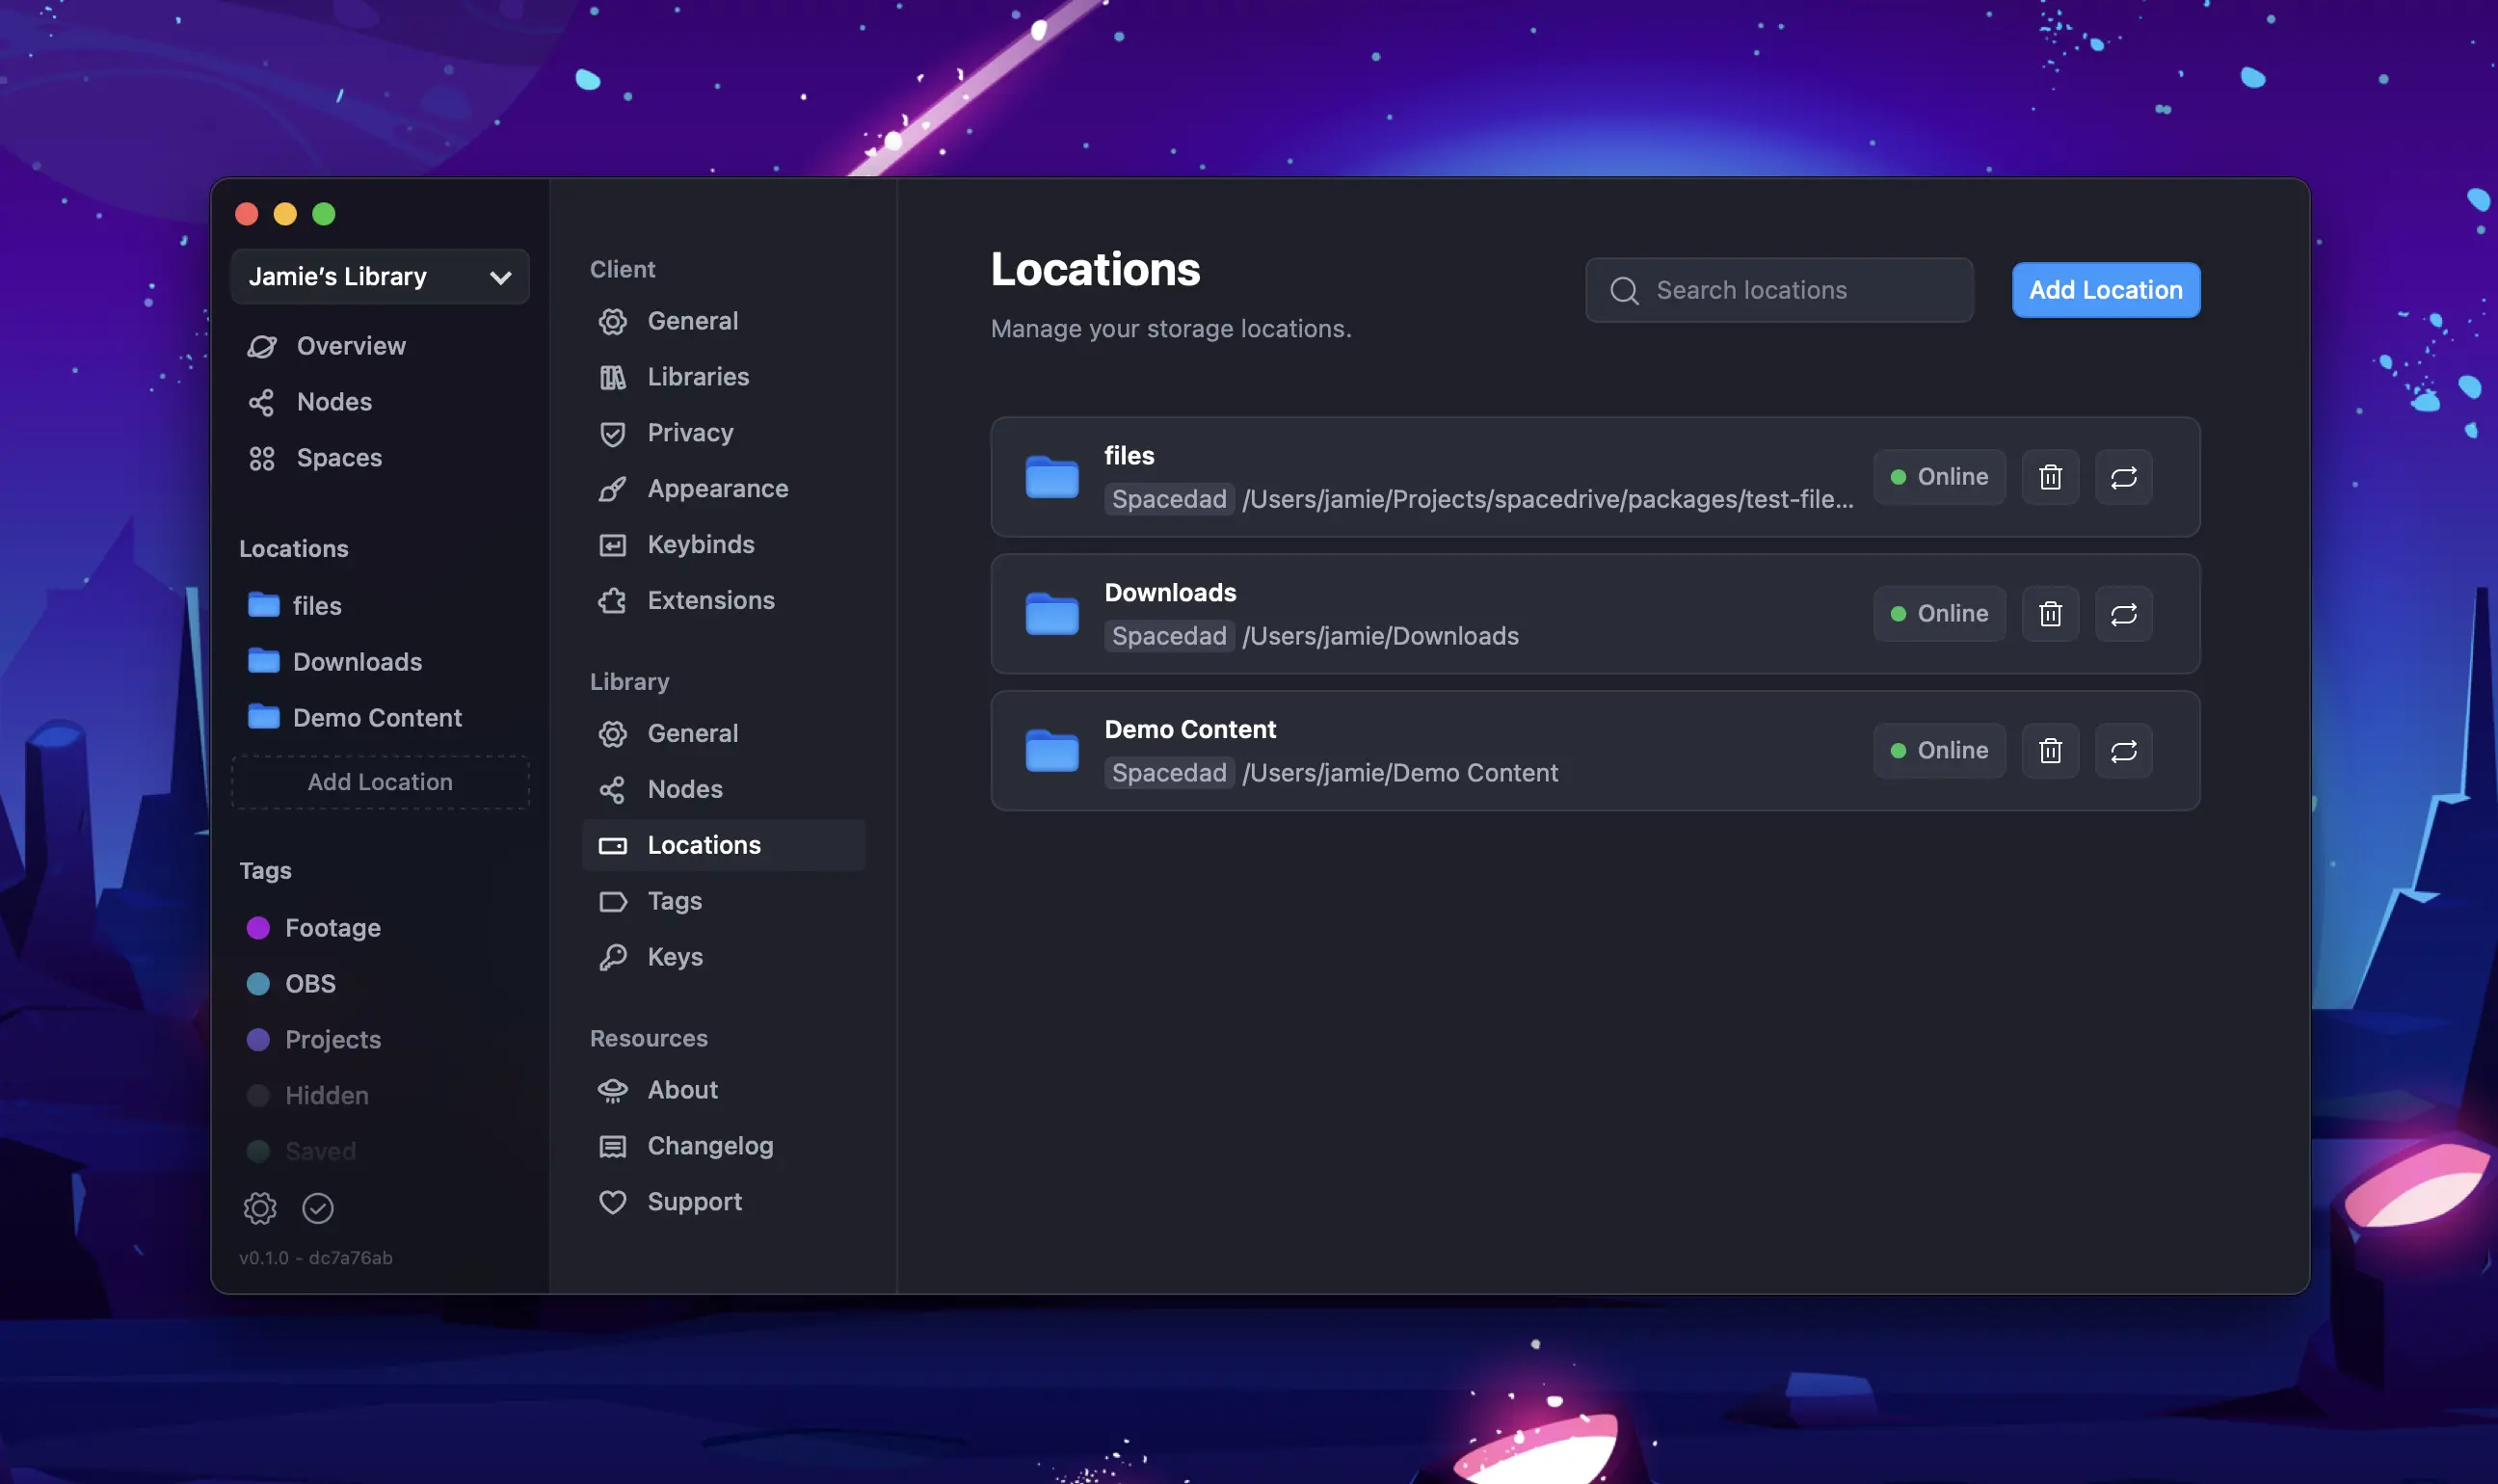 Jamie's Library
Overview
Nodes
Spaces
Locations
files
Downloads
Demo Content
Add Location
Tags
Footage
OBS
Projects
Hidden
Saved
v0.1.0 - dc7a76ab
Client
General
Libraries
Privacy
Appearance
Keybinds
Extensions
Library
General
Nodes
Locations
Tags
Keys
Resources
About
Changelog
Support
Locations
Manage your storage locations.
Search locations
Add Location
files
Spacedad /Users/jamie/Projects/spacedrive/packages/test-file...
Online
Downloads
Spacedad /Users/jamie/Downloads
Online
Demo Content
Spacedad /Users/jamie/Demo Content
Online